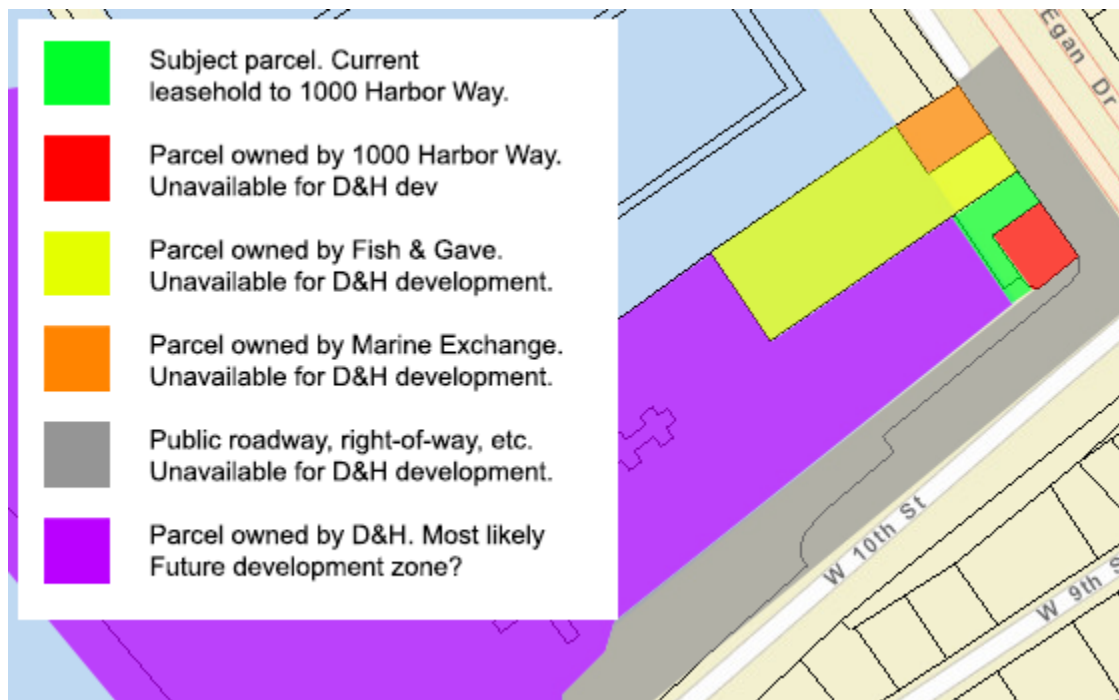 Subject parcel. Current
leasehold to 1000 Harbor Way.
Parcel owned by 1000 Harbor Way.
Unavailable for D&H dev
Parcel owned by Fish & Gave.
Unavailable for D&H development.
Parcel owned by Marine Exchange.
Unavailable for D&H development.
Public roadway, right-of-way, etc.
Unavailable for D&H development.
Parcel owned by D&H. Most likely
Future development zone?
Egan Dr
W 10th St
W 9th S